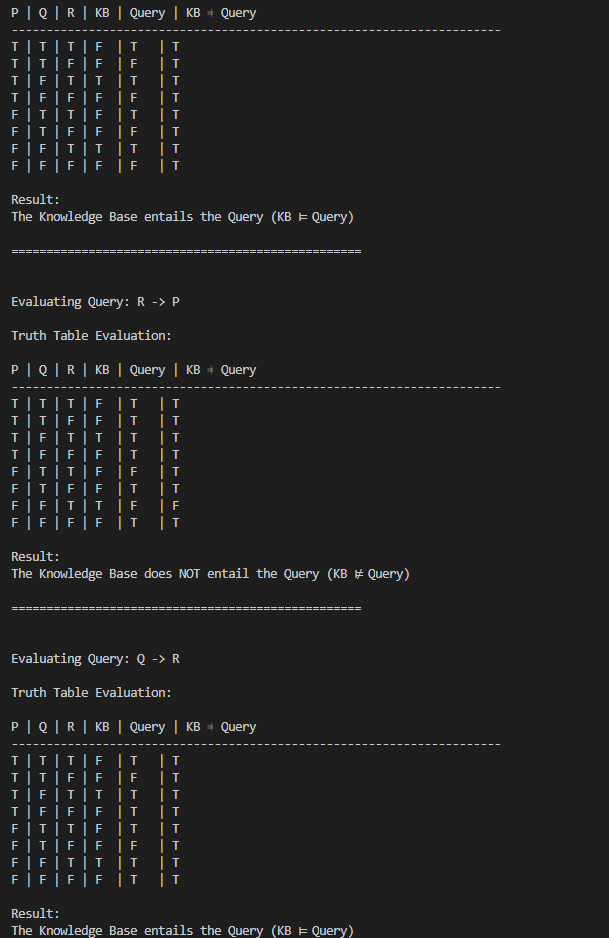 P | Q | R | KB | Query | KB ⊨ Query
----------------------------------------------------------------------
T | T | T | F  | T   | T
T | T | F | F  | F   | T
T | F | T | T  | T   | T
T | F | F | F  | F   | T
F | T | T | F  | T   | T
F | T | F | F  | F   | T
F | F | T | T  | T   | T
F | F | F | F  | F   | T
Result:
The Knowledge Base entails the Query (KB ⊨ Query)
==================================================
Evaluating Query: R -> P
Truth Table Evaluation:
P | Q | R | KB | Query | KB ⊨ Query
----------------------------------------------------------------------
T | T | T | F  | T   | T
T | T | F | F  | T   | T
T | F | T | T  | T   | T
T | F | F | F  | T   | T
F | T | T | F  | F   | T
F | T | F | F  | T   | T
F | F | T | T  | F   | F
F | F | F | F  | T   | T
Result:
The Knowledge Base does NOT entail the Query (KB ⊭ Query)
==================================================
Evaluating Query: Q -> R
Truth Table Evaluation:
P | Q | R | KB | Query | KB ⊨ Query
----------------------------------------------------------------------
T | T | T | F  | T   | T
T | T | F | F  | F   | T
T | F | T | T  | T   | T
T | F | F | F  | T   | T
F | T | T | F  | T   | T
F | T | F | F  | F   | T
F | F | T | T  | T   | T
F | F | F | F  | T   | T
Result:
The Knowledge Base entails the Query (KB ⊨ Query)